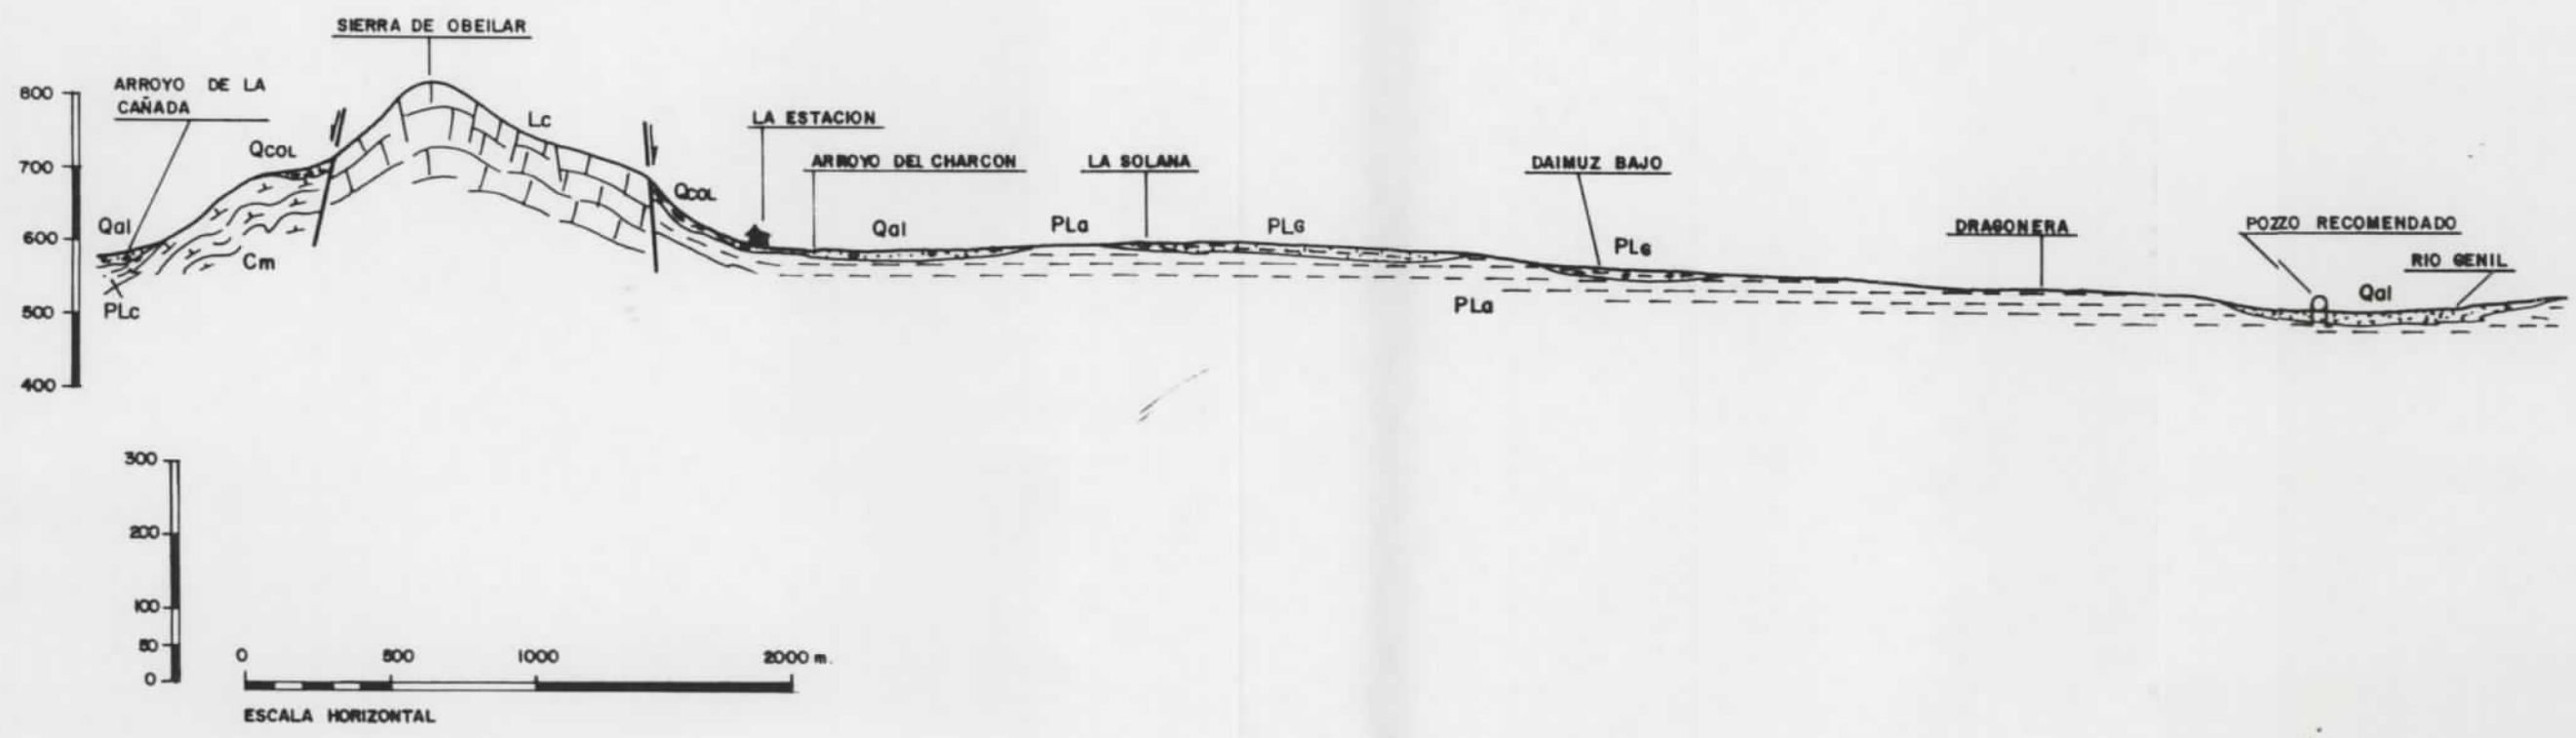 SIERRA DE OBEILAR
ARROYO DE LA
CAÑADA
800
700
600
500
400
Qal
QCOL
Lc
QCOL
Cm
PLc
LA ESTACION
ARROYO DEL CHARCON
LA SOLANA
Qal
PLa
PLG
DAIMUZ BAJO
PLG
PLa
DRAGONERA
POZZO RECOMENDADO
RIO GENIL
Qal
300
200
100
50
0
0 500 1000 2000 m.
ESCALA HORIZONTAL